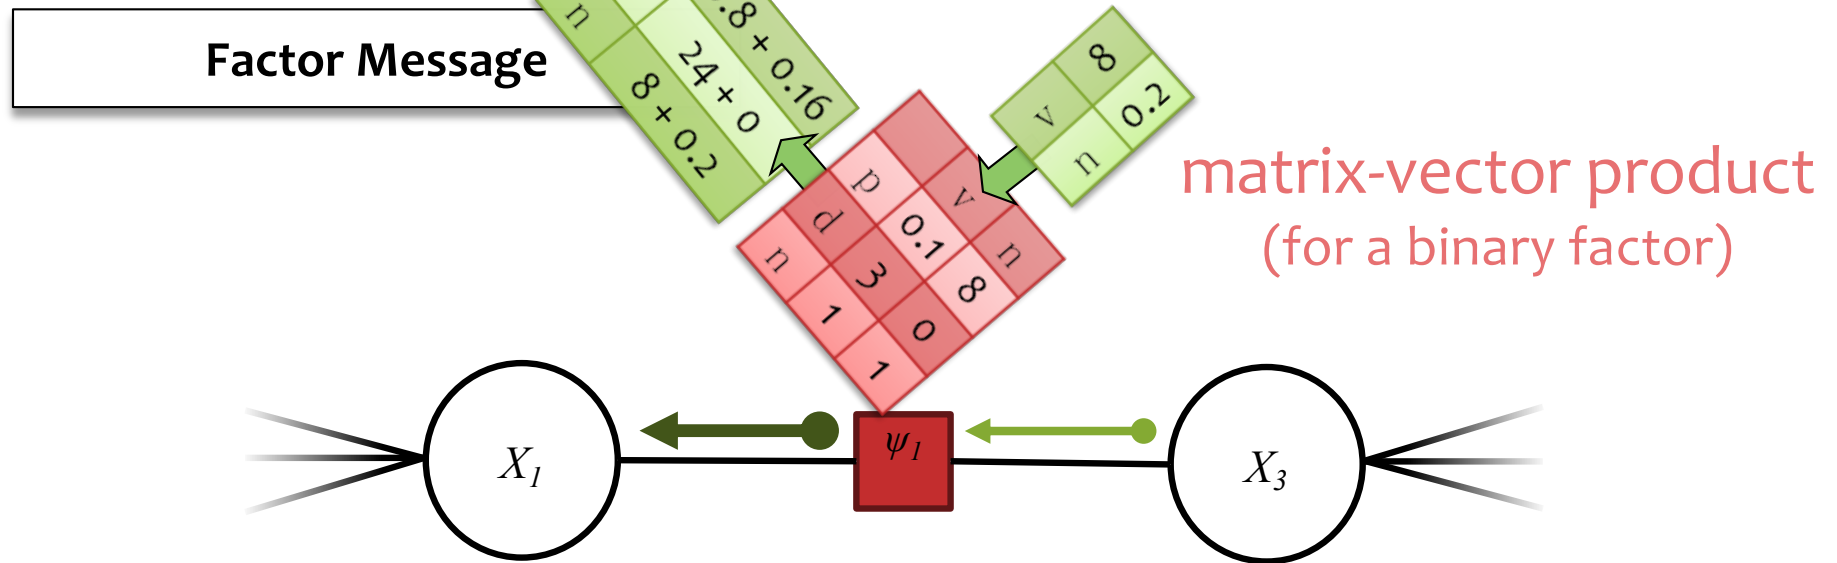 Factor Message
.8 + 0.16
24 + 0
n 8 + 0.2
v 8
n 0.2
v n
p 0.1 8
d 3 0
n 1 1
matrix-vector product
(for a binary factor)
X₁
ψ₁
X₃